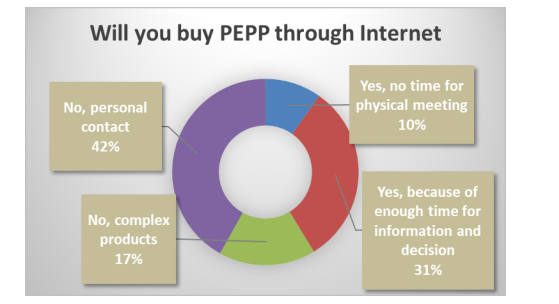 Will you buy PEPP through Internet
Yes, no time for
physical meeting
10%
No, personal
contact
42%
Yes, because of
enough time for
information and
decision
31%
No, complex
products
17%